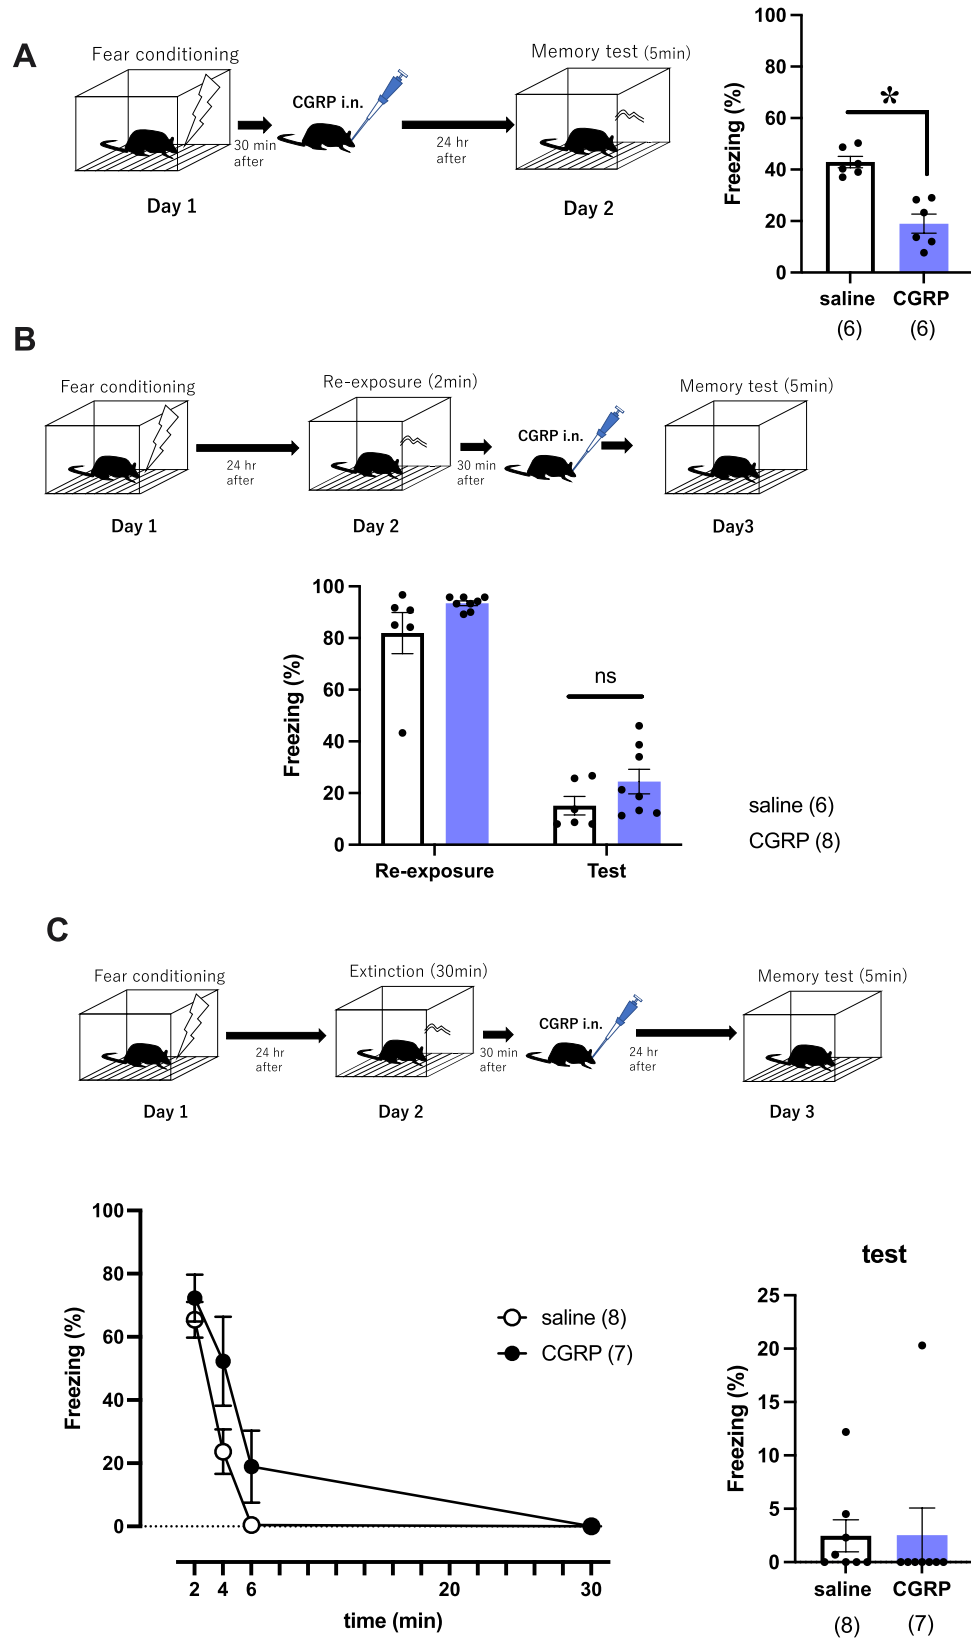 A
Fear conditioning
CGRP i.n.
30 min
after
24 hr
after
Memory test (5min)
Day 1
Day 2
100
80
60
40
20
0
Freezing (%)
*
saline
CGRP
(6)
(6)
B
Fear conditioning
Re-exposure (2min)
Memory test (5min)
CGRP i.n.
24 hr
after
30 min
after
Day 1
Day 2
Day3
100
80
60
40
20
0
Freezing (%)
ns
Re-exposure
Test
saline (6)
CGRP (8)
C
Fear conditioning
Extinction (30min)
Memory test (5min)
CGRP i.n.
24 hr
after
30 min
after
24 hr
after
Day 1
Day 2
Day 3
100
80
60
40
20
0
Freezing (%)
saline (8)
CGRP (7)
2 4 6 20 30
time (min)
test
25
20
15
10
5
0
Freezing (%)
saline
CGRP
(8)
(7)